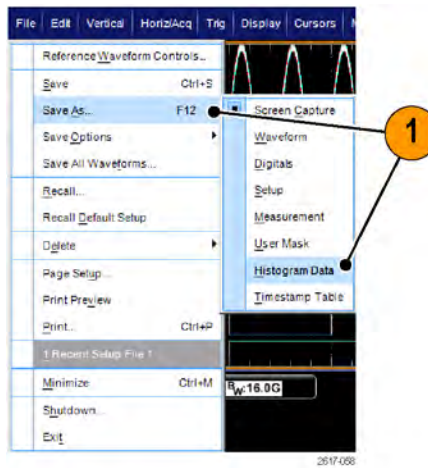 File Edit Vertical Horiz/Acq Trig Display Cursors
Reference Waveform Controls...
Save Ctrl+S
Save As... F12
Save Options
Save All Waveforms...
Recall...
Recall Default Setup
Delete
Page Setup...
Print Preview
Print... Ctrl+P
1 Recent Setup File 1
Minimize Ctrl+M
Shutdown...
Exit
Screen Capture
Waveform
Digitals
Setup
Measurement
User Mask
Histogram Data
Timestamp Table
1
BW:16.0G
2617-058